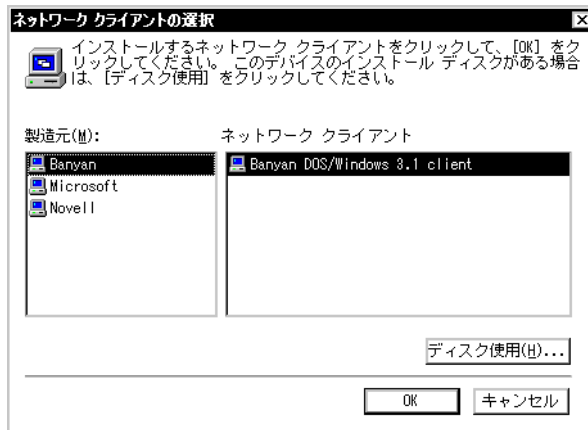 ネットワーク クライアントの選択
インストールするネットワーク クライアントをクリックして、[OK] をク
リックしてください。 このデバイスのインストール ディスクがある場合
は、[ディスク使用] をクリックしてください。
製造元(M):
ネットワーク クライアント
Banyan
Microsoft
Novell
Banyan DOS/Windows 3.1 client
ディスク使用(H)...
OK
キャンセル